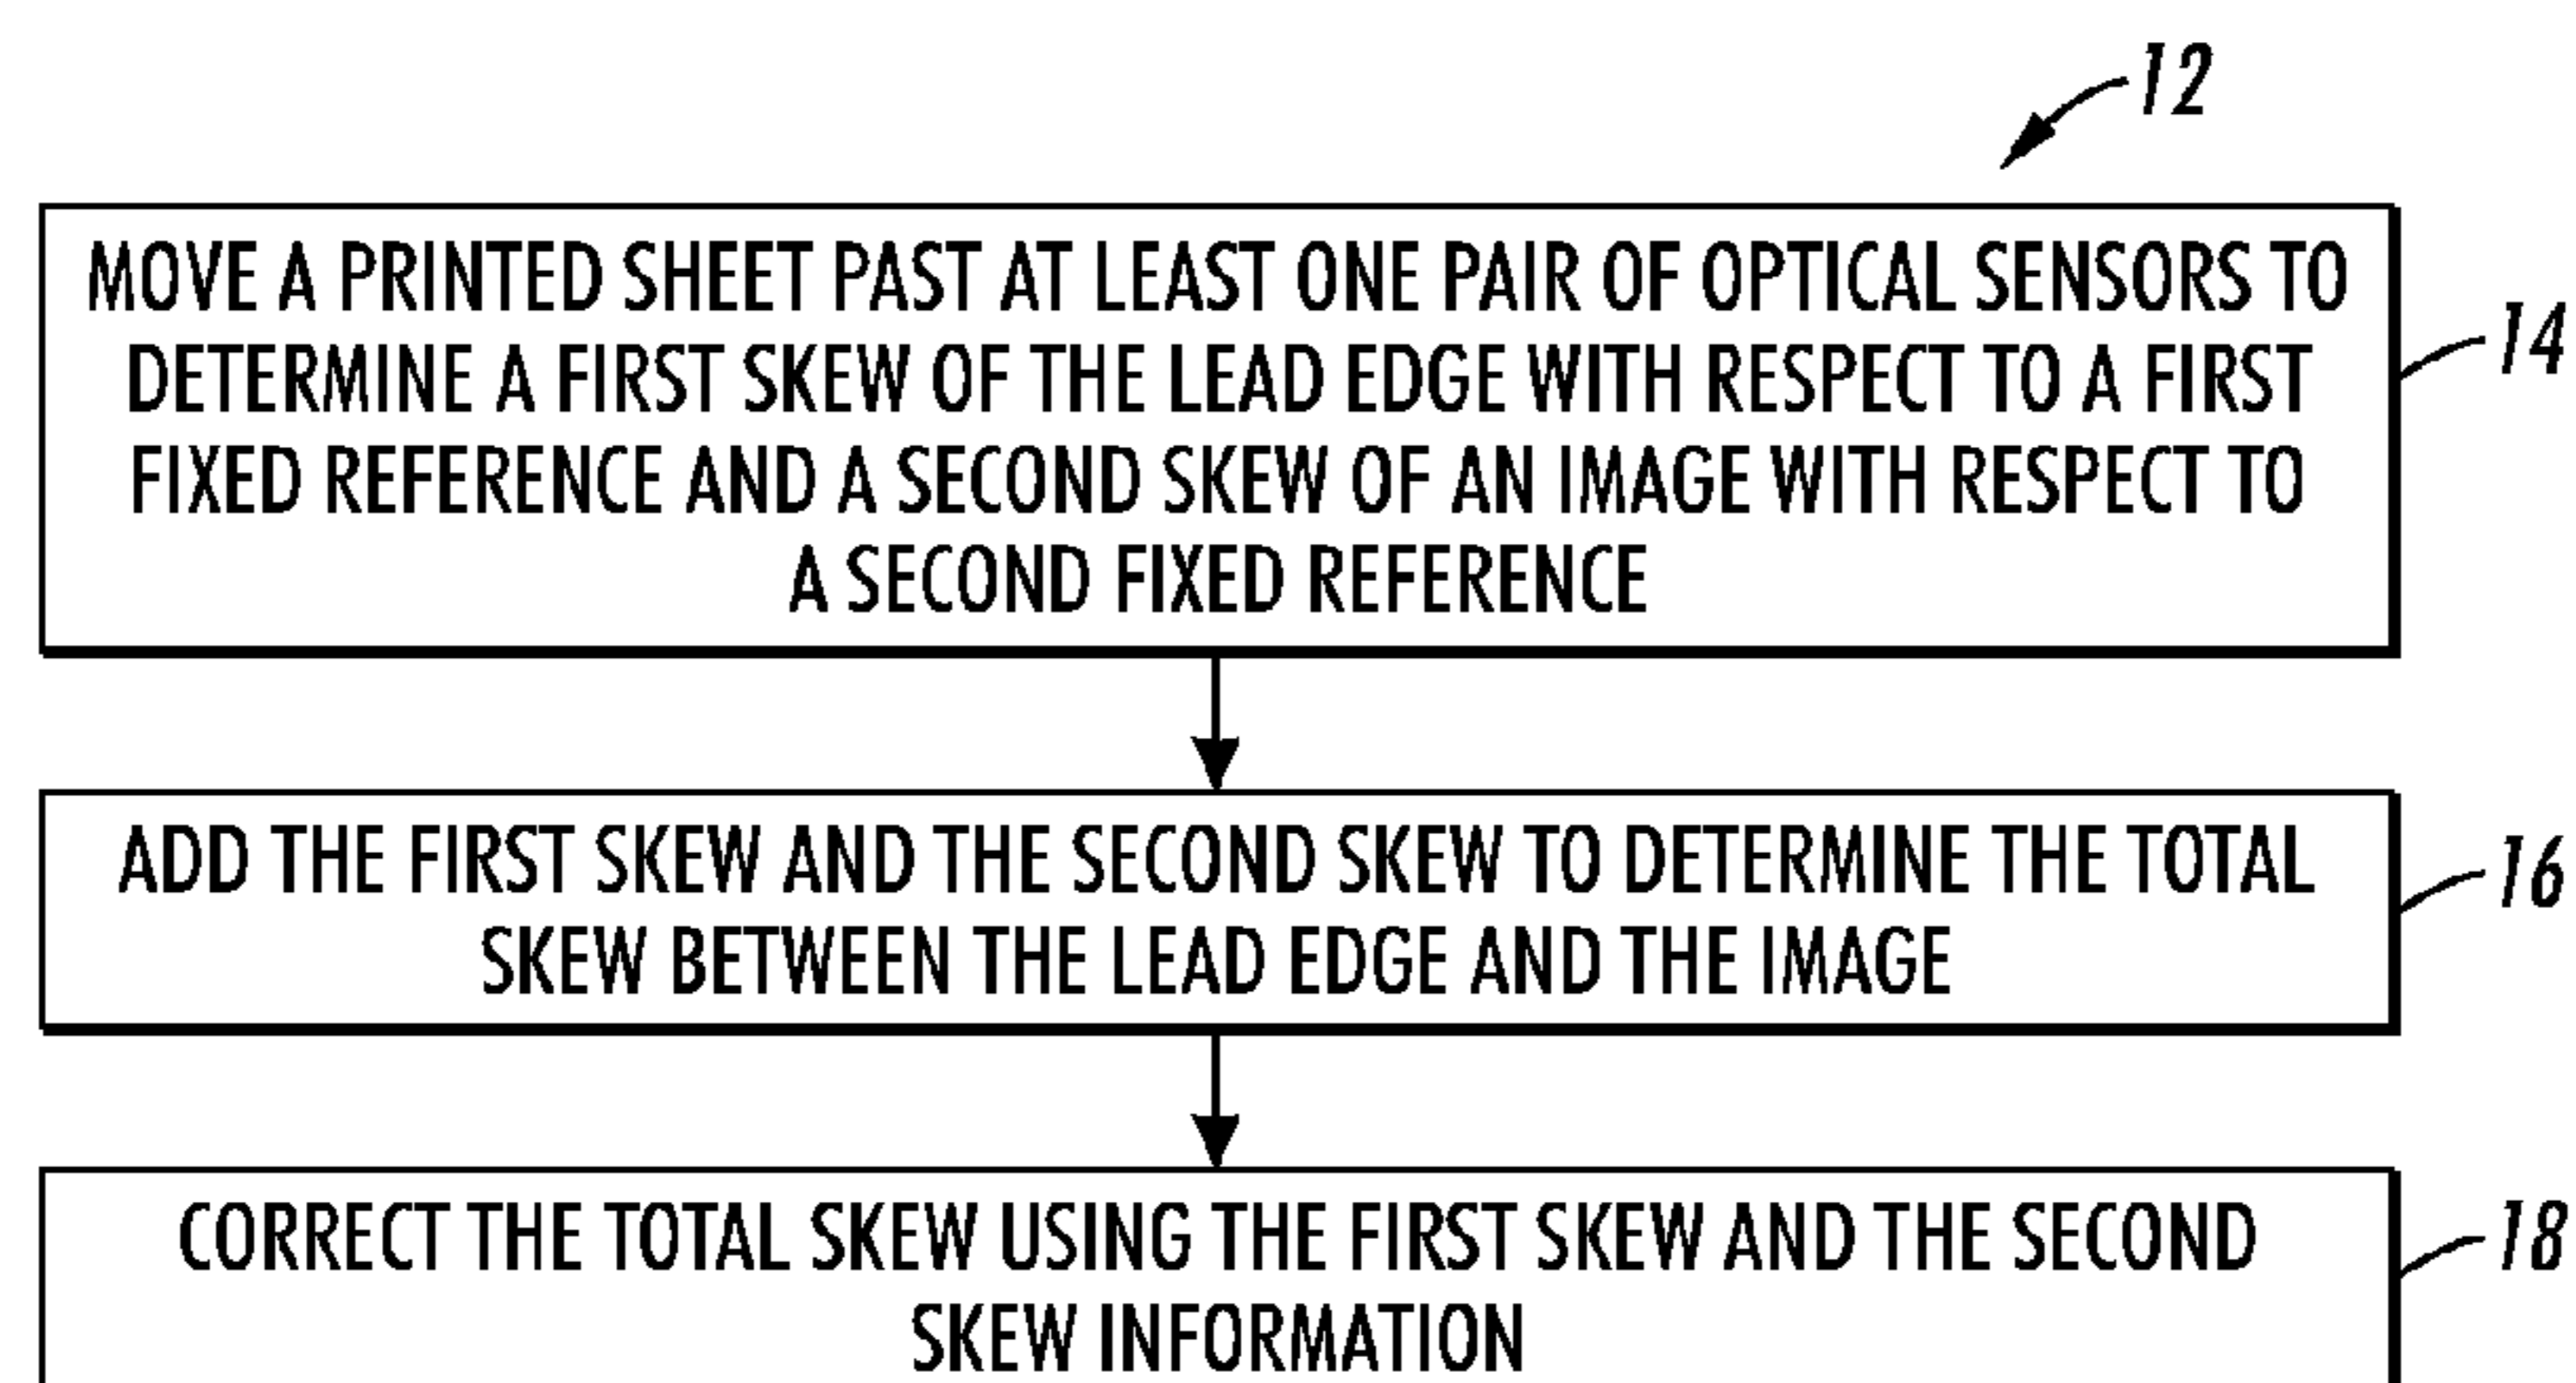 12
MOVE A PRINTED SHEET PAST AT LEAST ONE PAIR OF OPTICAL SENSORS TO
DETERMINE A FIRST SKEW OF THE LEAD EDGE WITH RESPECT TO A FIRST
FIXED REFERENCE AND A SECOND SKEW OF AN IMAGE WITH RESPECT TO
A SECOND FIXED REFERENCE
14
ADD THE FIRST SKEW AND THE SECOND SKEW TO DETERMINE THE TOTAL
SKEW BETWEEN THE LEAD EDGE AND THE IMAGE
16
CORRECT THE TOTAL SKEW USING THE FIRST SKEW AND THE SECOND
SKEW INFORMATION
18